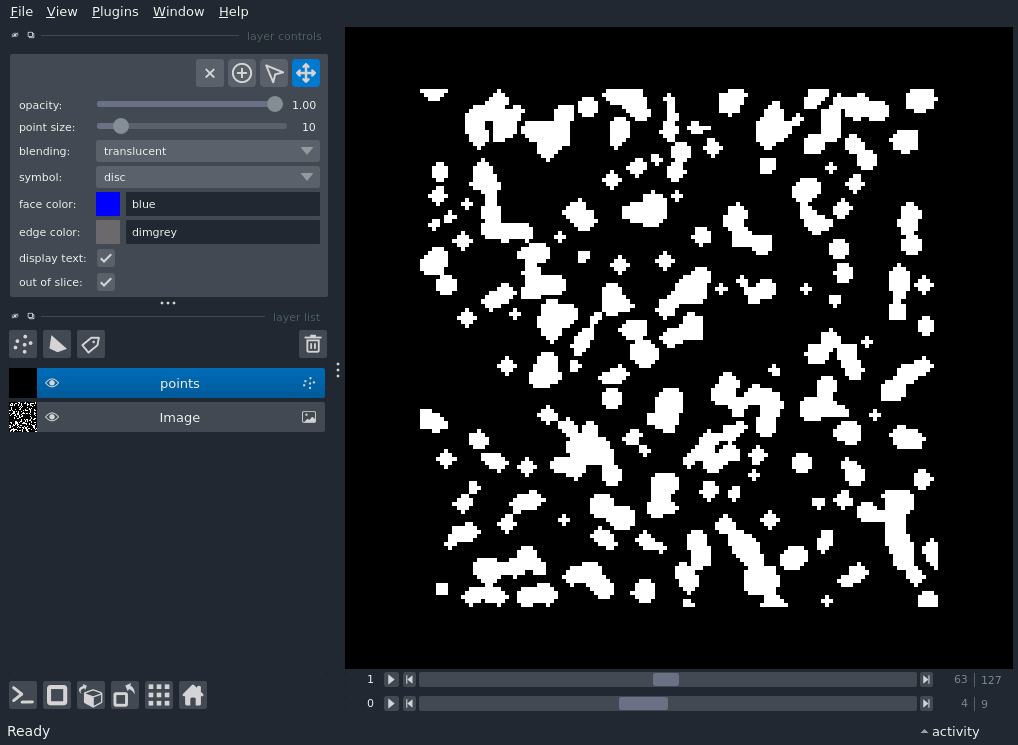 File View Plugins Window Help
layer controls
opacity: 1.00
point size: 10
blending: translucent
symbol: disc
face color: blue
edge color: dimgrey
display text:
out of slice:
layer list
points
Image
1 63 127
0 4 9
Ready activity